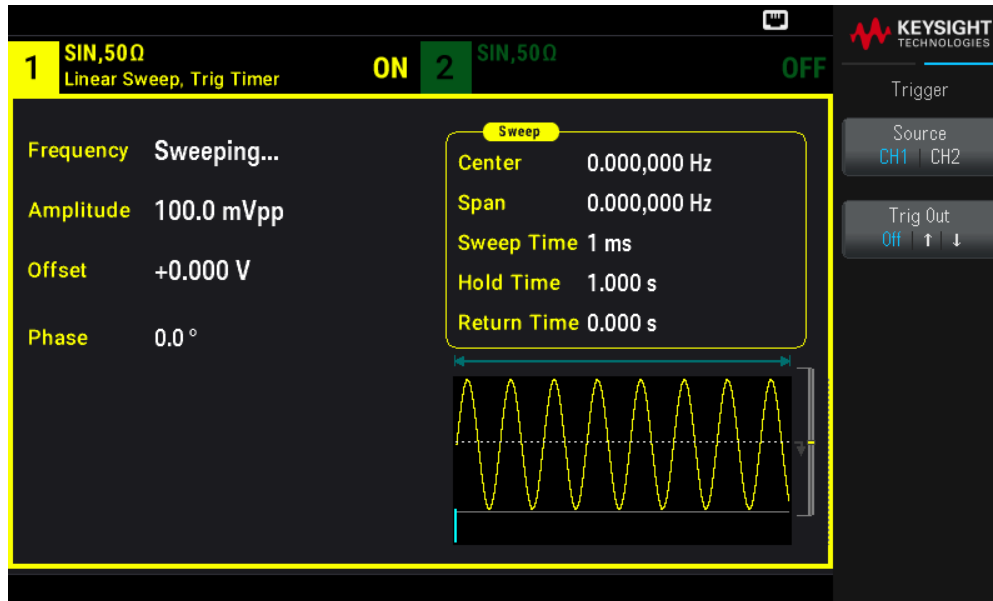 KEYSIGHT
TECHNOLOGIES
1 SIN,50Ω
Linear Sweep, Trig Timer ON
2 SIN,50Ω OFF
Trigger
Source
CH1 CH2
Trig Out
Off ↑ ↓
Frequency Sweeping...
Amplitude 100.0 mVpp
Offset +0.000 V
Phase 0.0 °
Sweep
Center 0.000,000 Hz
Span 0.000,000 Hz
Sweep Time 1 ms
Hold Time 1.000 s
Return Time 0.000 s